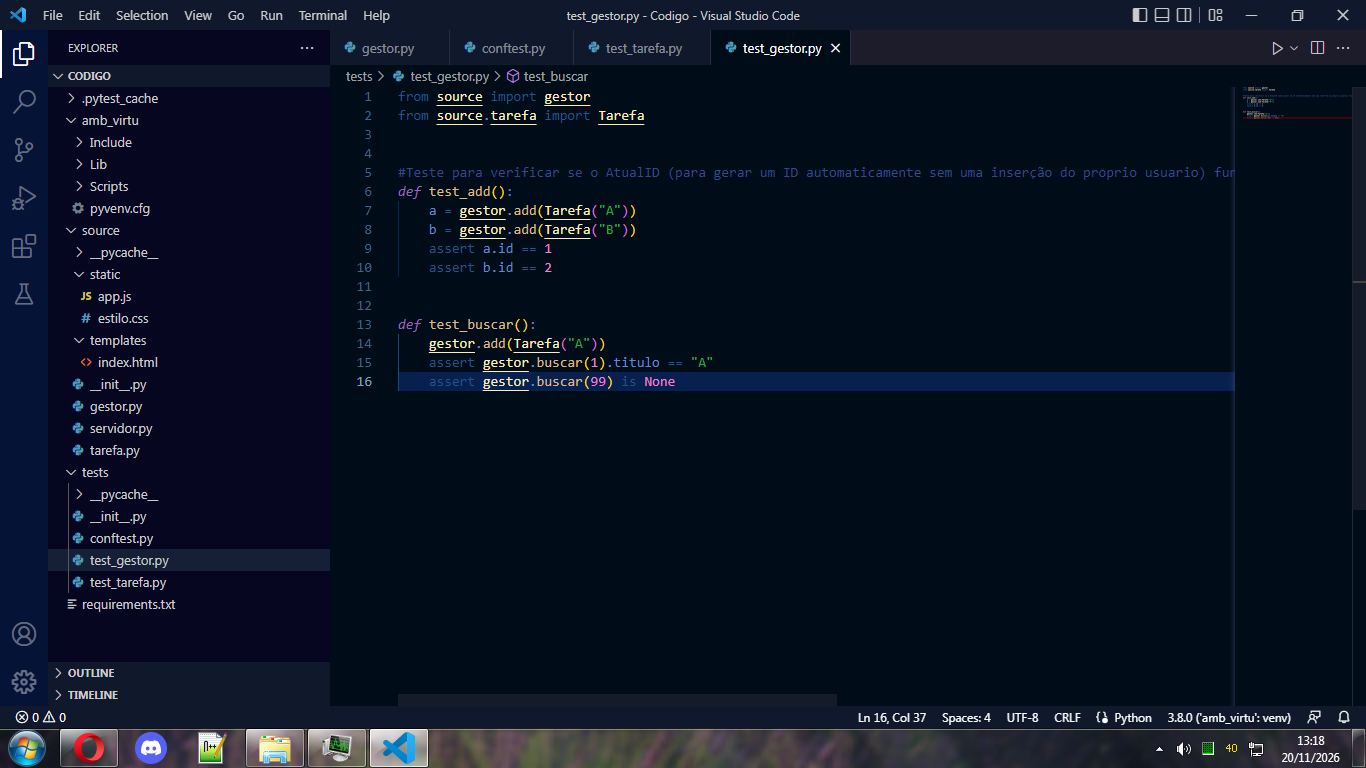 File Edit Selection View Go Run Terminal Help test_gestor.py - Codigo - Visual Studio Code
EXPLORER
CODIGO
.pytest_cache
amb_virtu
Include
Lib
Scripts
pyvenv.cfg
source
__pycache__
static
JS app.js
# estilo.css
templates
<> index.html
__init__.py
gestor.py
servidor.py
tarefa.py
tests
__pycache__
__init__.py
conftest.py
test_gestor.py
test_tarefa.py
requirements.txt
OUTLINE
TIMELINE
gestor.py conftest.py test_tarefa.py test_gestor.py
tests > test_gestor.py > test_buscar
1 from source import gestor
2 from source.tarefa import Tarefa
3
4
5 #Teste para verificar se o AtualID (para gerar um ID automaticamente sem uma inserção do proprio usuario) fur
6 def test_add():
7 a = gestor.add(Tarefa("A"))
8 b = gestor.add(Tarefa("B"))
9 assert a.id == 1
10 assert b.id == 2
11
12
13 def test_buscar():
14 gestor.add(Tarefa("A"))
15 assert gestor.buscar(1).titulo == "A"
16 assert gestor.buscar(99) is None
0 0 Ln 16, Col 37 Spaces: 4 UTF-8 CRLF Python 3.8.0 ('amb_virtu': venv)
N++
40
13:18
20/11/2026